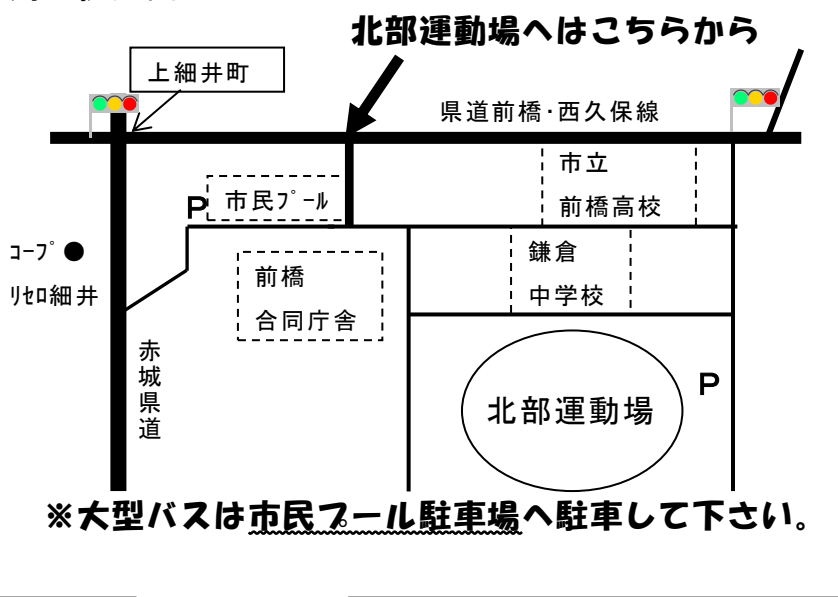 北部運動場へはこちらから
上細井町
県道前橋・西久保線
市立
前橋高校
P
市民ﾌﾟｰﾙ
ｺｰﾌﾟ●
ﾘｾﾛ細井
前橋
合同庁舎
鎌倉
中学校
赤城県道
P
北部運動場
※大型バスは市民プール駐車場へ駐車して下さい。